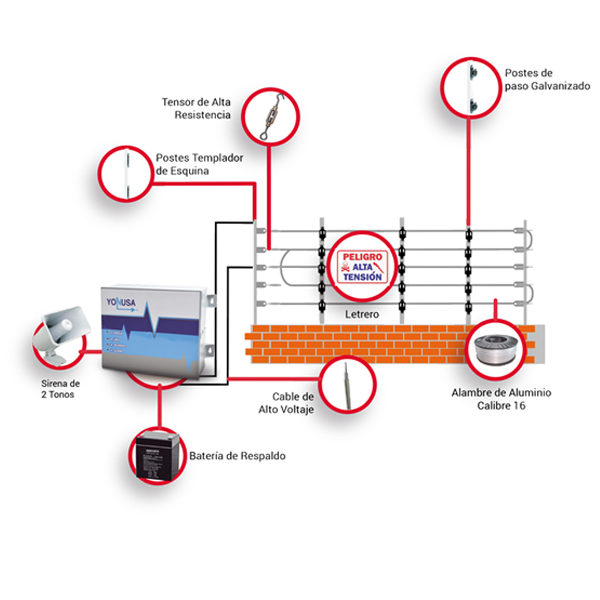 Postes de
paso Galvanizado
Tensor de Alta
Resistencia
Postes Templador
de Esquina
PELIGRO
ALTA
TENSIÓN
Letrero
YONUSA
Sirena de
2 Tonos
Cable de
Alto Voltaje
Alambre de Aluminio
Calibre 16
Batería de Respaldo